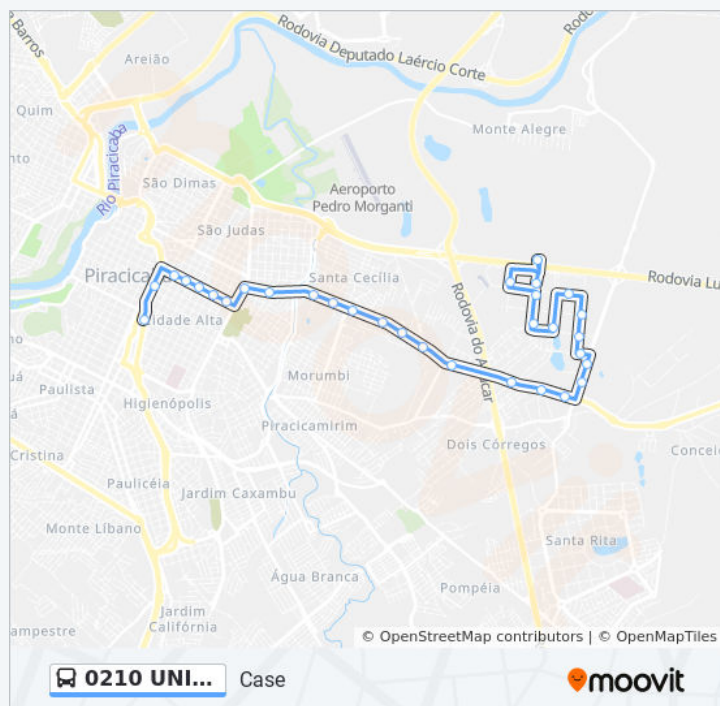 Barros
Rodovia Deputado Laércio Corte
Areião
Quim
Monte Alegre
Rio Piracicaba
São Dimas
Aeroporto
Pedro Morganti
São Judas
Piracica
Santa Cecília
Rodovia Lu
Rodovia do Açúcar
idade Alta
Morumbi
Paulista
Higienópolis
Piracicamirim
Dois Córregos
Cristina
Concei
Paulicéia
Jardim Caxambu
Monte Líbano
Santa Rita
Água Branca
Pompéia
Jardim
Califórnia
ampestre
© OpenStreetMap contributors | © OpenMapTiles
0210 UNI...
Case
moovit